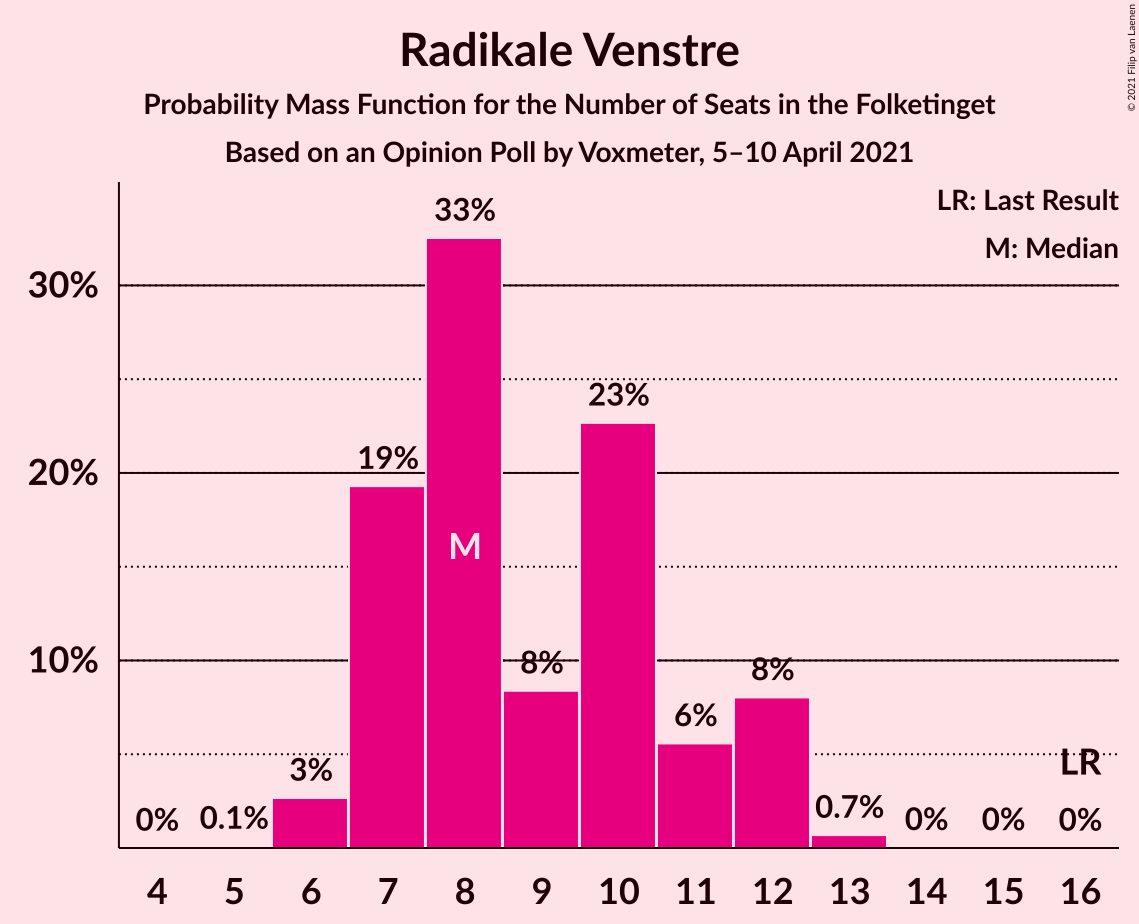 Radikale Venstre
Probability Mass Function for the Number of Seats in the Folketinget
Based on an Opinion Poll by Voxmeter, 5–10 April 2021
© 2021 Filip van Laenen
LR: Last Result
M: Median
30%
20%
10%
0%
0.1%
3%
19%
33%
M
8%
23%
6%
8%
0.7%
0%
0%
LR
0%
4 5 6 7 8 9 10 11 12 13 14 15 16